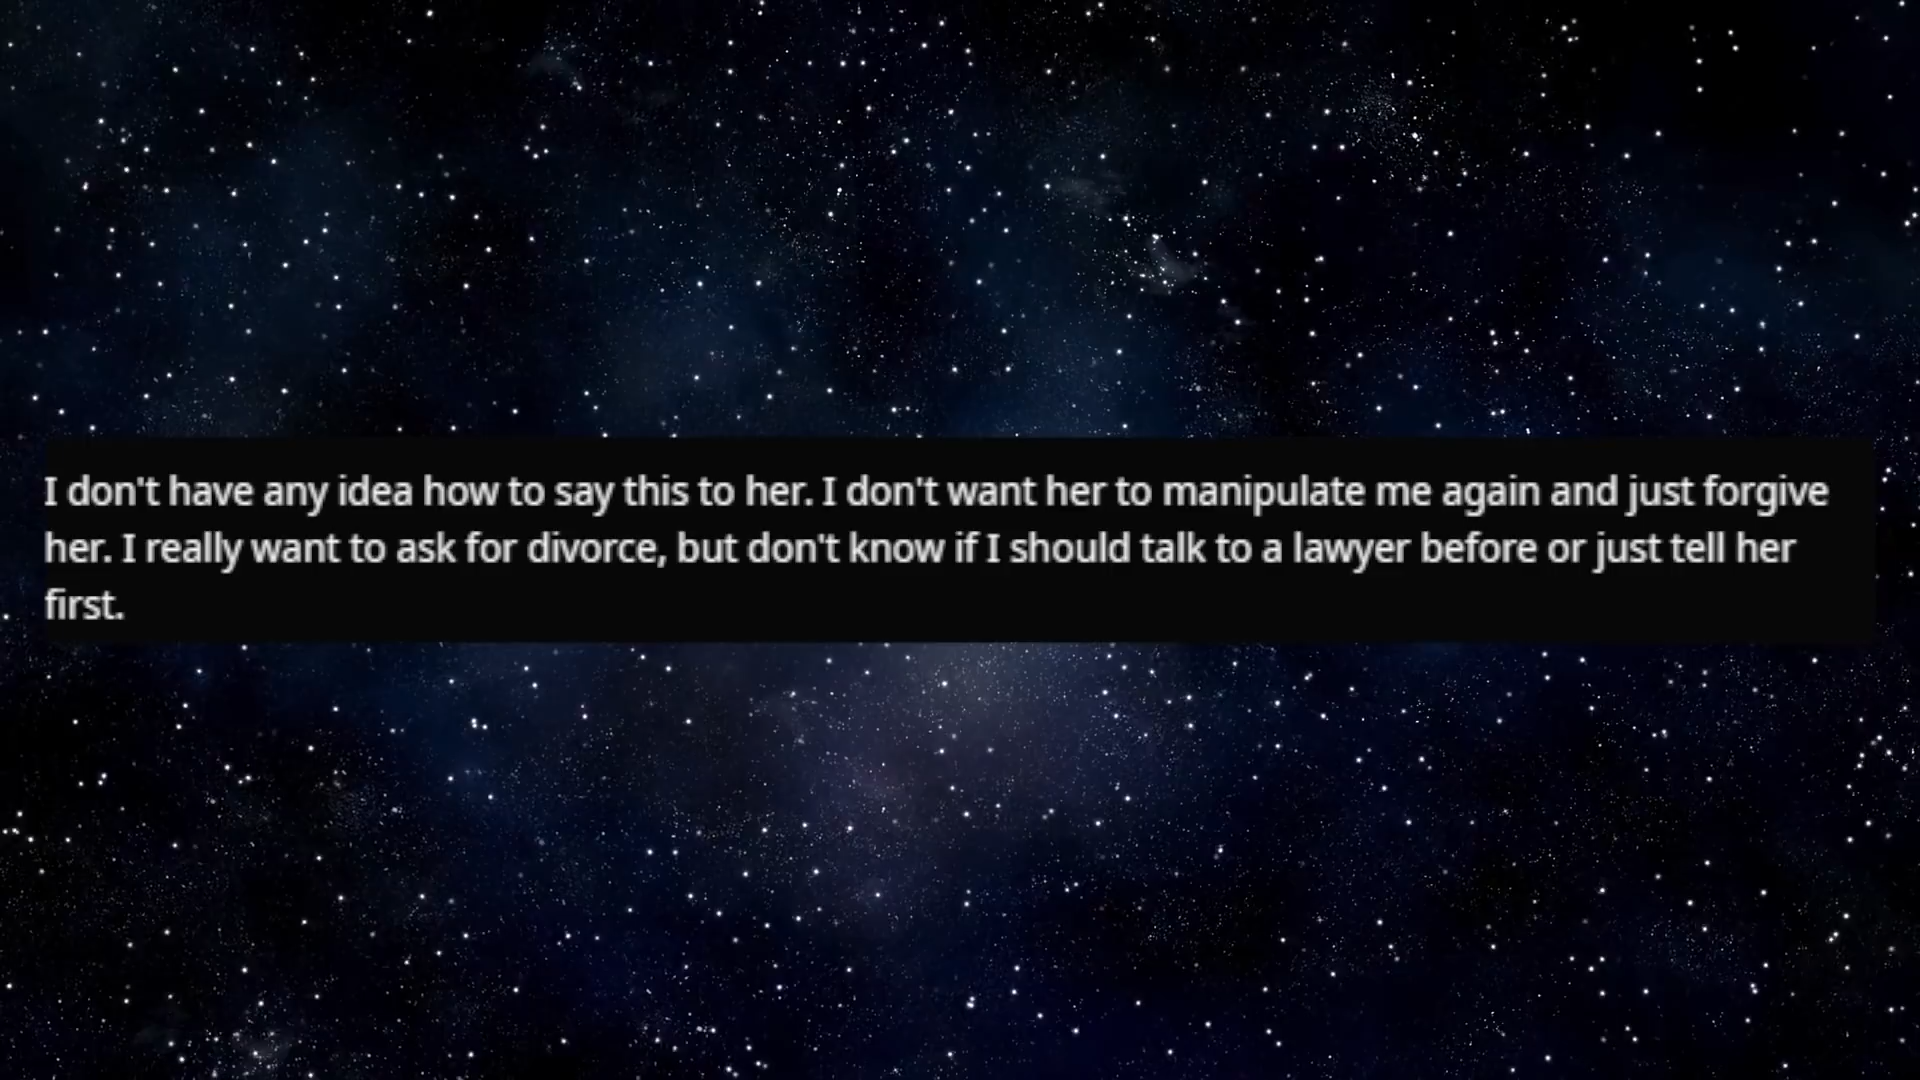 I don't have any idea how to say this to her. I don't want her to manipulate me again and just forgive
her. I really want to ask for divorce, but don't know if I should talk to a lawyer before or just tell her
first.